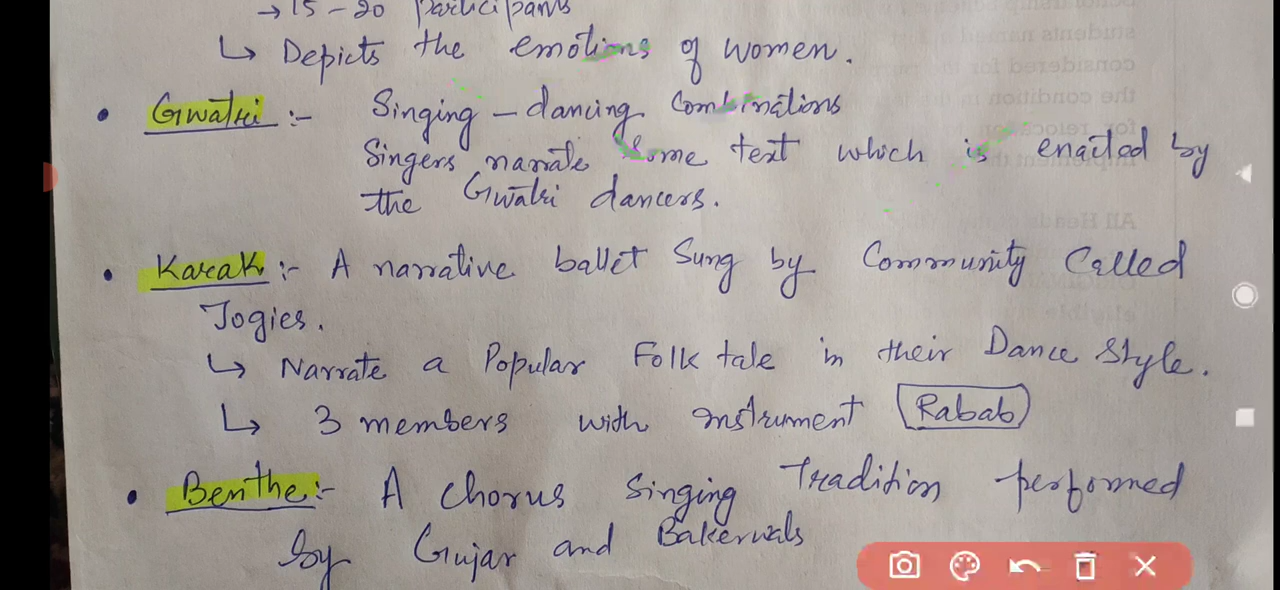 → 15 – 20 Participants
↳ Depicts the emotions of women.
• Gwatri :- Singing – dancing Combinations
Singers narrate some text which is enacted by
the Gwatri dancers.
• Karak :- A narrative ballet Sung by Community Called
Jogies.
↳ Narrate a Popular Folk tale in their Dance Style.
↳ 3 members with instrument Rabab
• Benthe :- A chorus Singing Tradition performed
by Gujar and Bakerwals